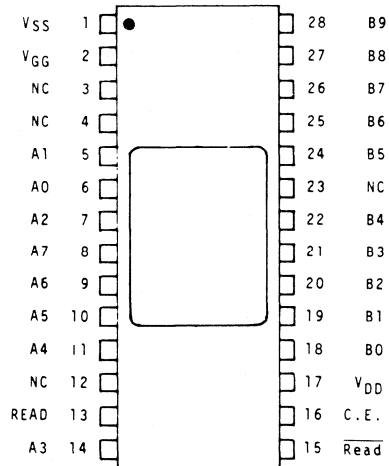 VSS 1 28 B9
VGG 2 27 B8
NC 3 26 B7
NC 4 25 B6
A1 5 24 B5
A0 6 23 NC
A2 7 22 B4
A7 8 21 B3
A6 9 20 B2
A5 10 19 B1
A4 11 18 B0
NC 12 17 VDD
READ 13 16 C.E.
A3 14 15 Read